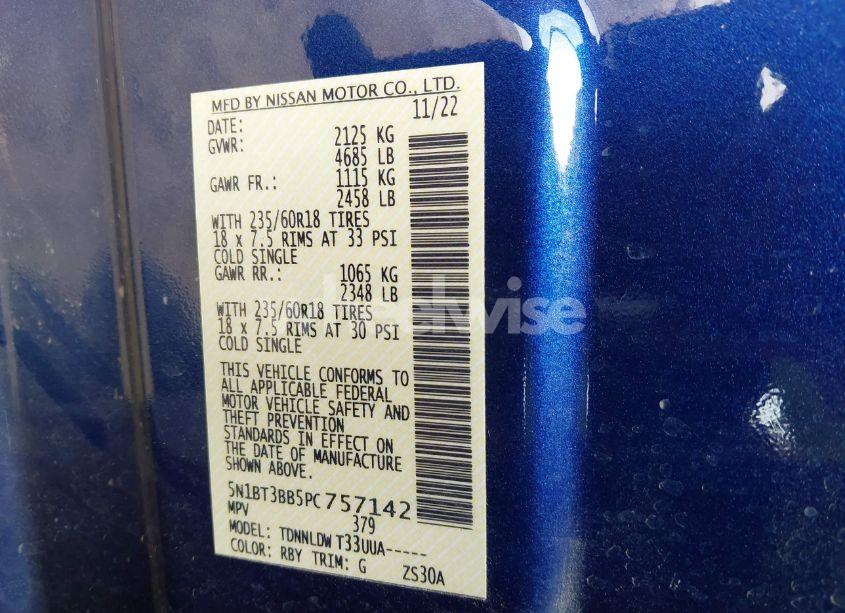 MFD BY NISSAN MOTOR CO., LTD.
DATE: 11/22
GVWR: 2125 KG
4685 LB
GAWR FR.: 1115 KG
2458 LB
WITH 235/60R18 TIRES
18 x 7.5 RIMS AT 33 PSI
COLD SINGLE
GAWR RR.: 1065 KG
2348 LB
WITH 235/60R18 TIRES
18 x 7.5 RIMS AT 30 PSI
COLD SINGLE
THIS VEHICLE CONFORMS TO
ALL APPLICABLE FEDERAL
MOTOR VEHICLE SAFETY AND
THEFT PREVENTION
STANDARDS IN EFFECT ON
THE DATE OF MANUFACTURE
SHOWN ABOVE.
5N1BT3BB5PC757142
MPV 379
MODEL: TDNNLDW T33UUA-----
COLOR: RBY TRIM: G ZS30A